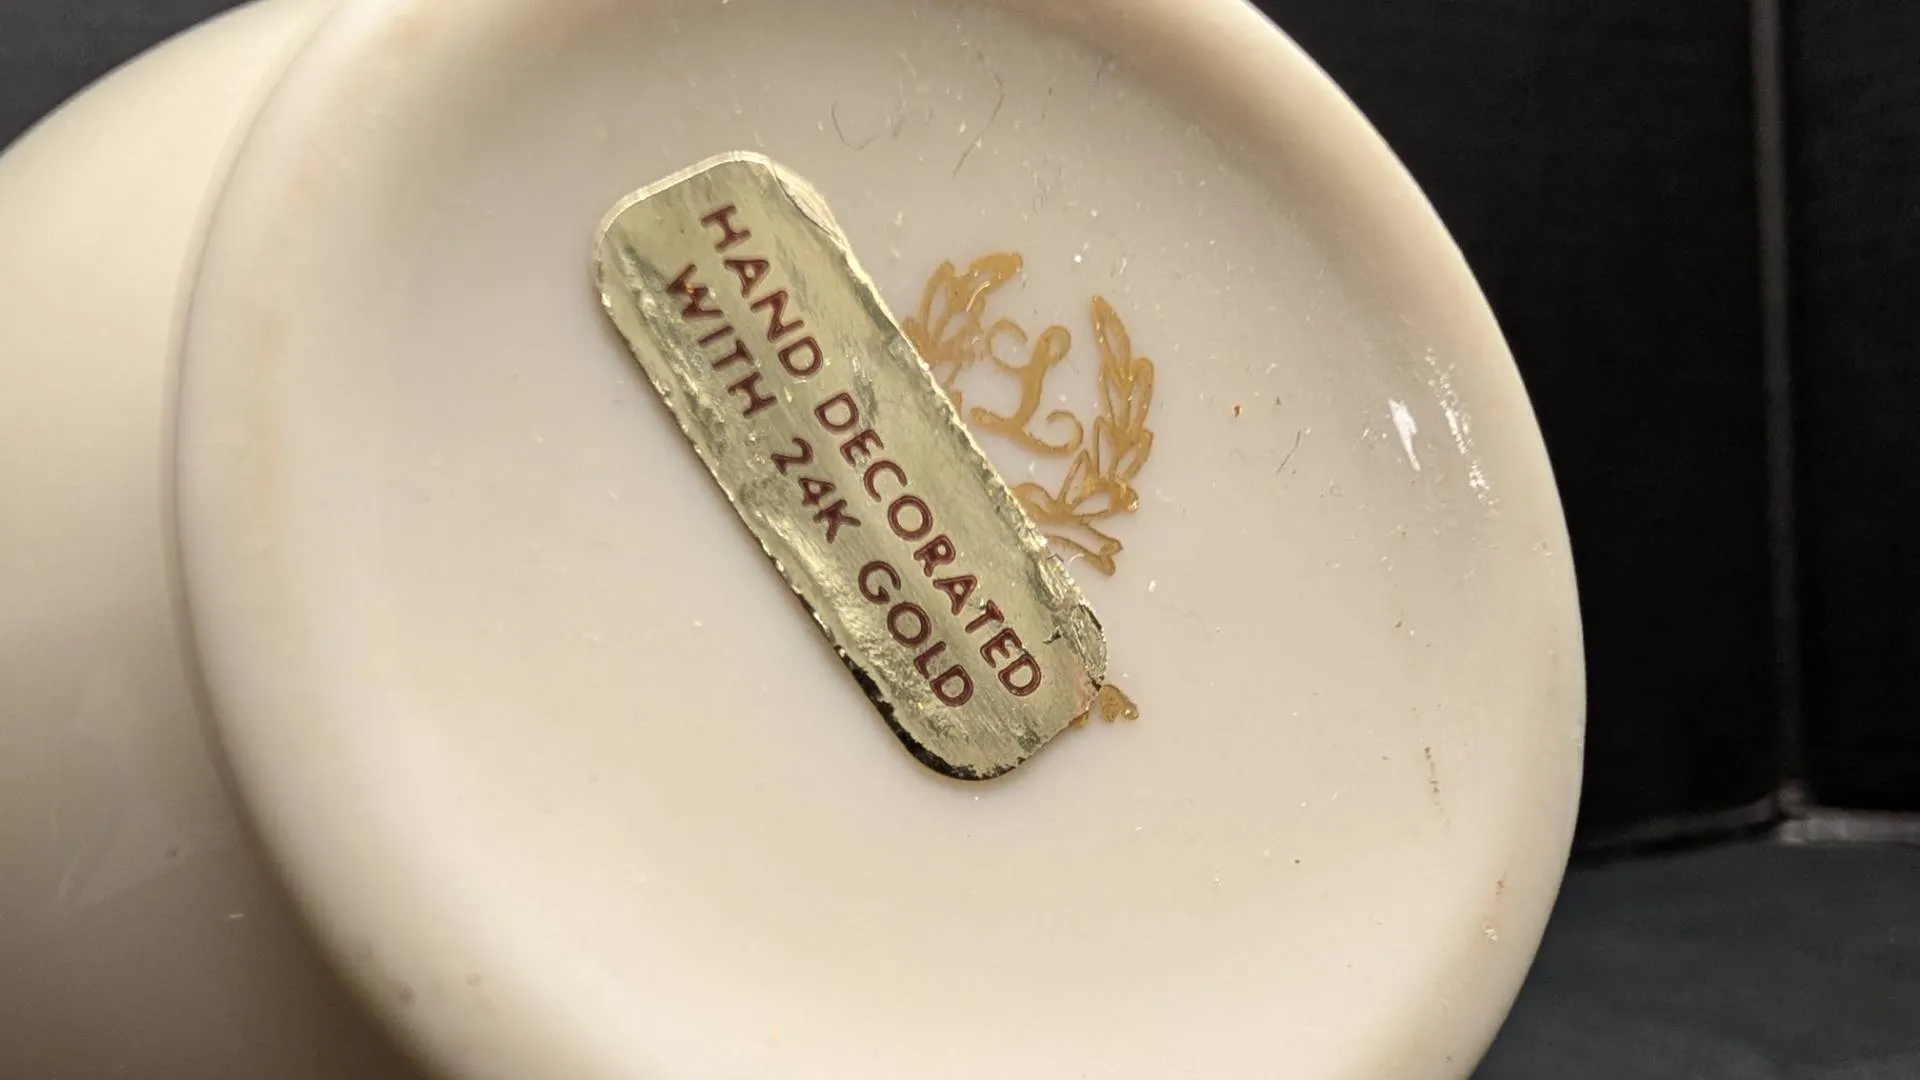 HAND DECORATED
WITH 24K GOLD
L